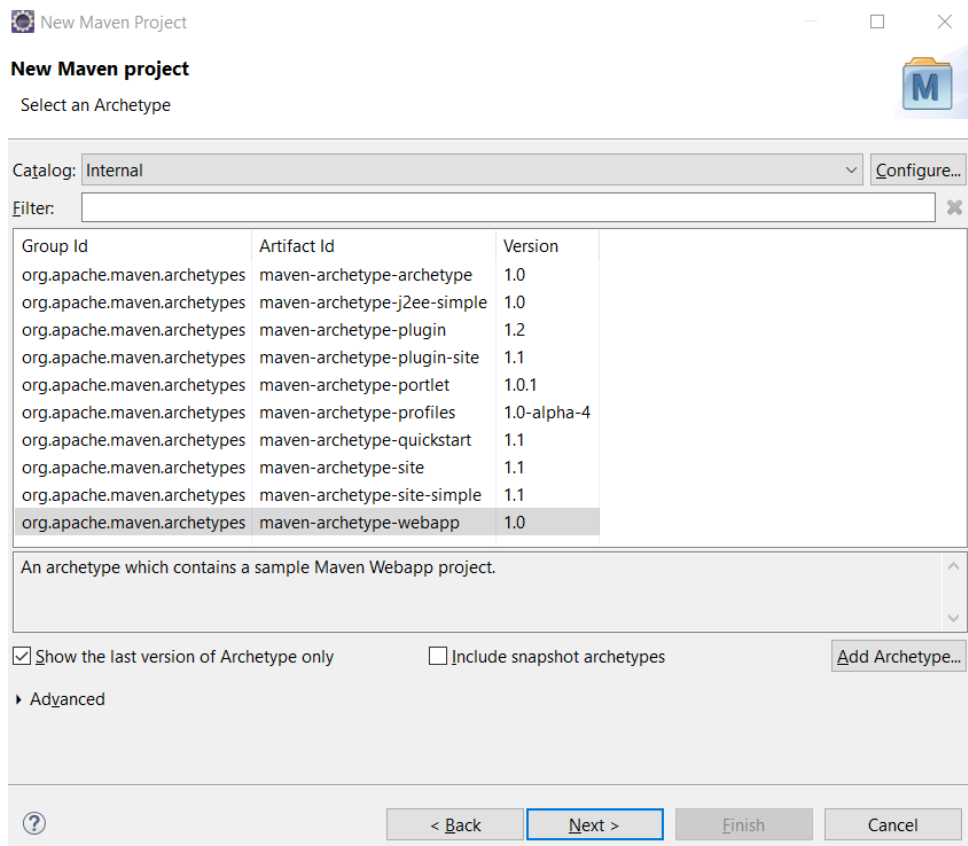 New Maven Project
New Maven project
Select an Archetype
M
Catalog: Internal Configure...
Filter:
Group Id Artifact Id Version
org.apache.maven.archetypes maven-archetype-archetype 1.0
org.apache.maven.archetypes maven-archetype-j2ee-simple 1.0
org.apache.maven.archetypes maven-archetype-plugin 1.2
org.apache.maven.archetypes maven-archetype-plugin-site 1.1
org.apache.maven.archetypes maven-archetype-portlet 1.0.1
org.apache.maven.archetypes maven-archetype-profiles 1.0-alpha-4
org.apache.maven.archetypes maven-archetype-quickstart 1.1
org.apache.maven.archetypes maven-archetype-site 1.1
org.apache.maven.archetypes maven-archetype-site-simple 1.1
org.apache.maven.archetypes maven-archetype-webapp 1.0
An archetype which contains a sample Maven Webapp project.
Show the last version of Archetype only Include snapshot archetypes Add Archetype...
Advanced
? < Back Next > Finish Cancel